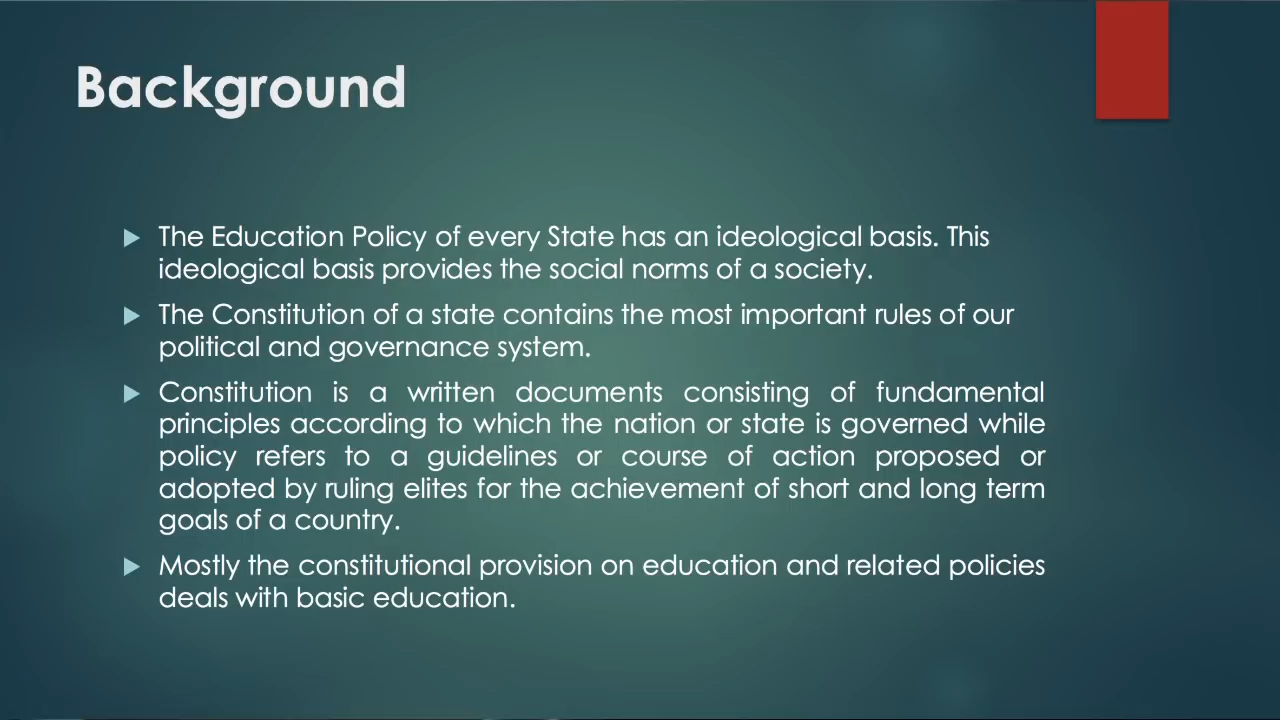 Background
The Education Policy of every State has an ideological basis. This
ideological basis provides the social norms of a society.
The Constitution of a state contains the most important rules of our
political and governance system.
Constitution is a written documents consisting of fundamental
principles according to which the nation or state is governed while
policy refers to a guidelines or course of action proposed or
adopted by ruling elites for the achievement of short and long term
goals of a country.
Mostly the constitutional provision on education and related policies
deals with basic education.